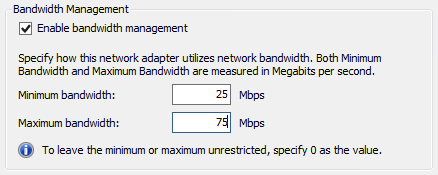 Bandwidth Management
Enable bandwidth management
Specify how this network adapter utilizes network bandwidth. Both Minimum
Bandwidth and Maximum Bandwidth are measured in Megabits per second.
Minimum bandwidth: 25 Mbps
Maximum bandwidth: 75 Mbps
To leave the minimum or maximum unrestricted, specify 0 as the value.